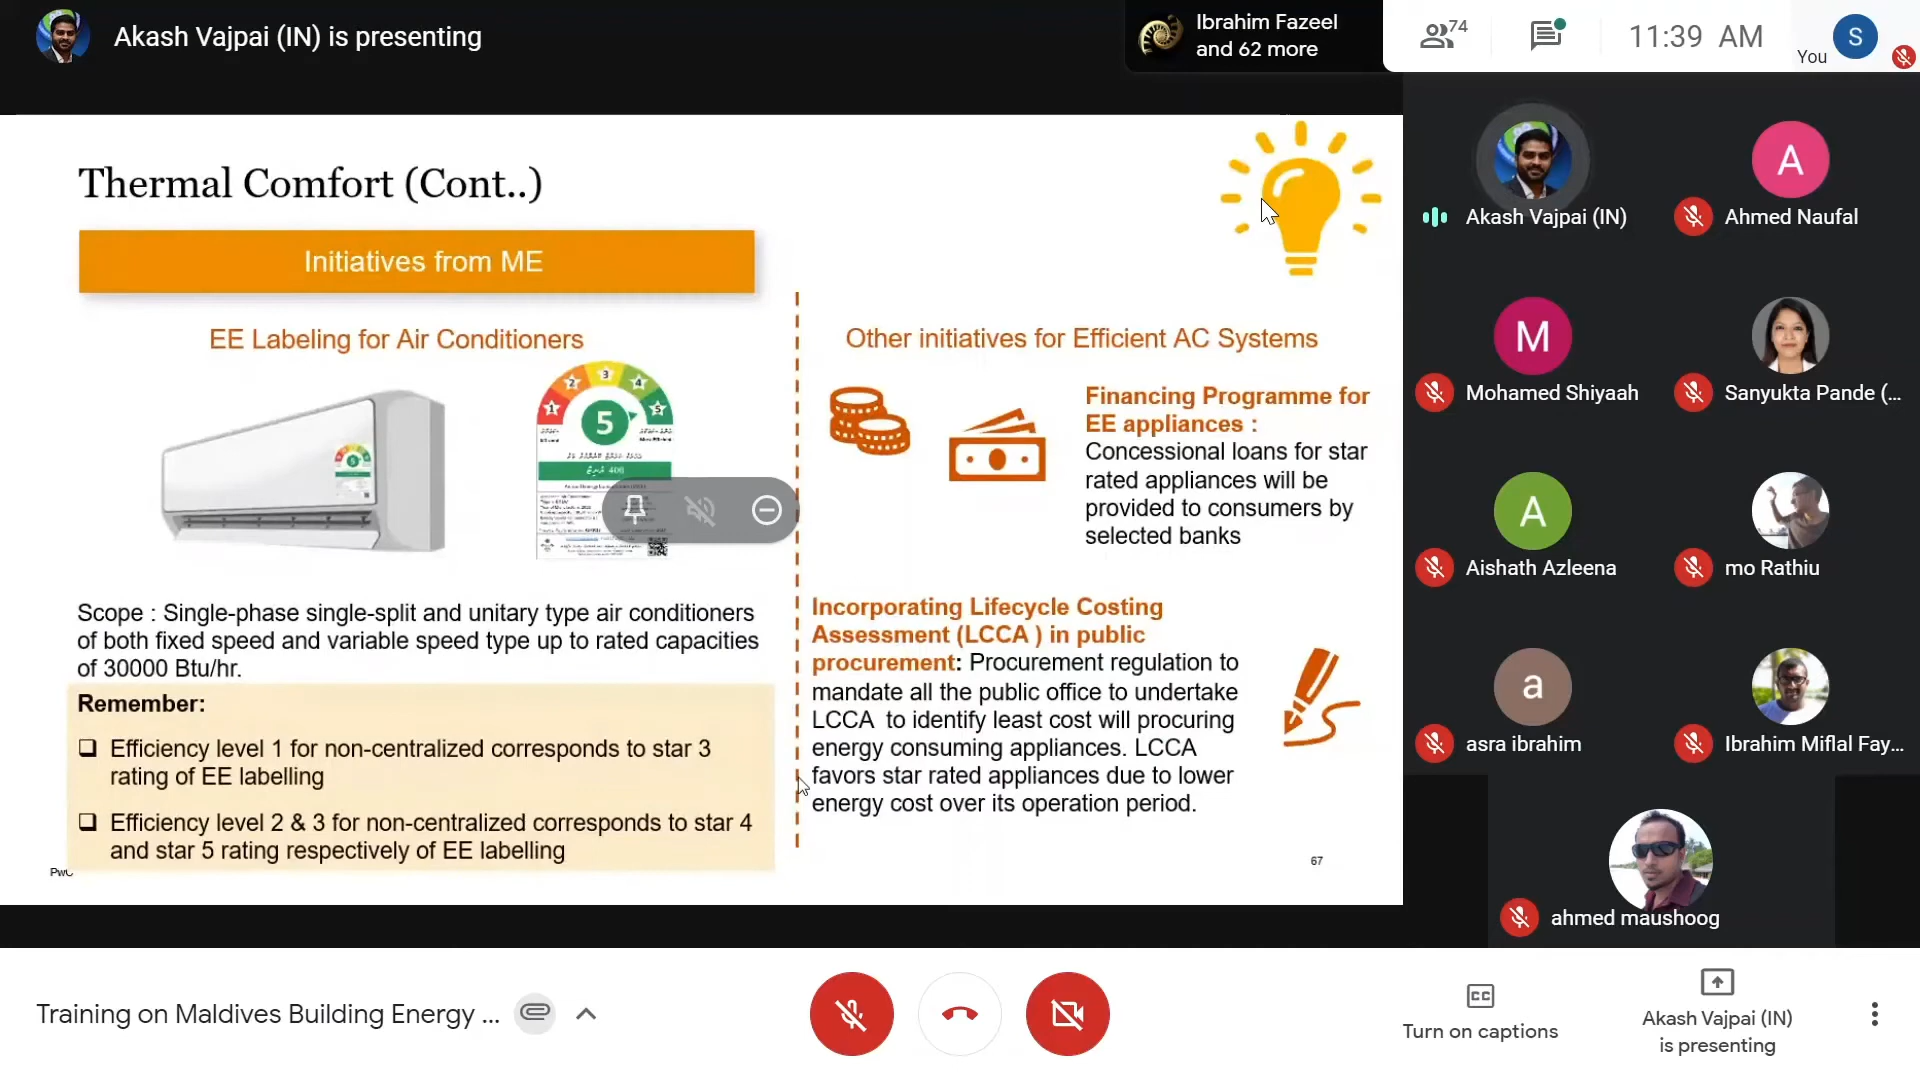 Akash Vajpai (IN) is presenting
Ibrahim Fazeel
and 62 more
74
11:39 AM
You
S
Thermal Comfort (Cont..)
Initiatives from ME
EE Labeling for Air Conditioners
1
2
3
4
5
5
Scope : Single-phase single-split and unitary type air conditioners
of both fixed speed and variable speed type up to rated capacities
of 30000 Btu/hr.
Remember:
Efficiency level 1 for non-centralized corresponds to star 3
rating of EE labelling
Efficiency level 2 & 3 for non-centralized corresponds to star 4
and star 5 rating respectively of EE labelling
PwC
Other initiatives for Efficient AC Systems
Financing Programme for
EE appliances :
Concessional loans for star
rated appliances will be
provided to consumers by
selected banks
Incorporating Lifecycle Costing
Assessment (LCCA ) in public
procurement: Procurement regulation to
mandate all the public office to undertake
LCCA to identify least cost will procuring
energy consuming appliances. LCCA
favors star rated appliances due to lower
energy cost over its operation period.
67
Akash Vajpai (IN)
A
Ahmed Naufal
M
Mohamed Shiyaah
Sanyukta Pande (...
A
Aishath Azleena
mo Rathiu
a
asra ibrahim
Ibrahim Miflal Fay...
ahmed maushoog
Training on Maldives Building Energy ...
CC
Turn on captions
Akash Vajpai (IN)
is presenting